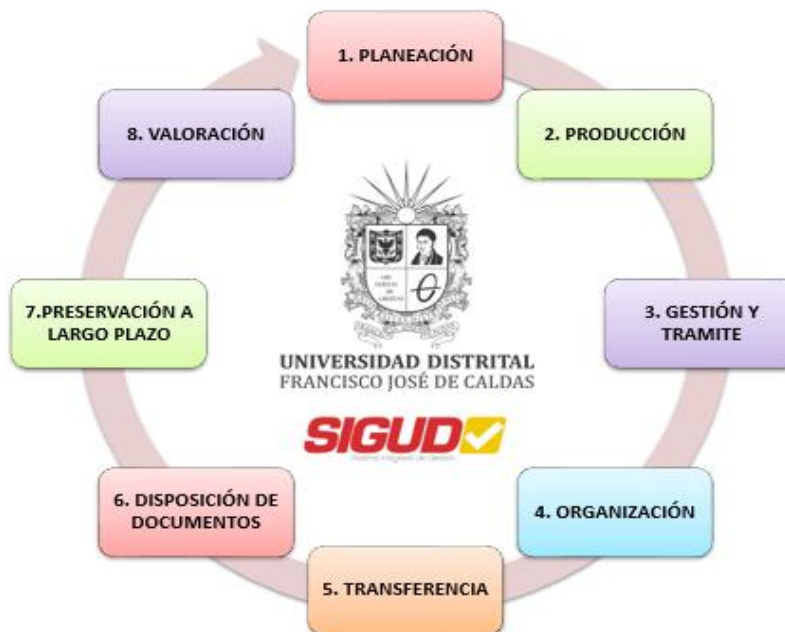 1. PLANEACIÓN
2. PRODUCCIÓN
3. GESTIÓN Y
TRAMITE
4. ORGANIZACIÓN
5. TRANSFERENCIA
6. DISPOSICIÓN DE
DOCUMENTOS
7.PRESERVACIÓN A
LARGO PLAZO
8. VALORACIÓN
UNIVERSIDAD DISTRITAL
FRANCISCO JOSÉ DE CALDAS
SIGUD